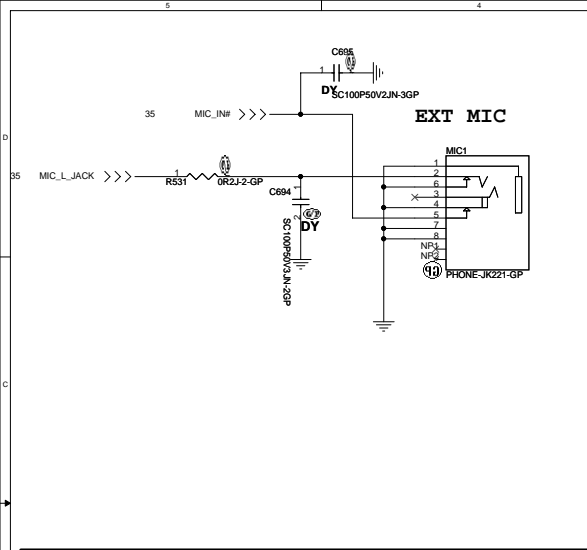 5 4
C695
1
DY
SC100P50V2JN-3GP
35 MIC_IN#
EXT MIC
D
MIC1
35 MIC_L_JACK
1
R531
0R2J-2-GP
C694
1
2
DY
SC100P50V3JN-2GP
1
2
6
3
4
5
7
8
NP1
NP2
PHONE-JK221-GP
C